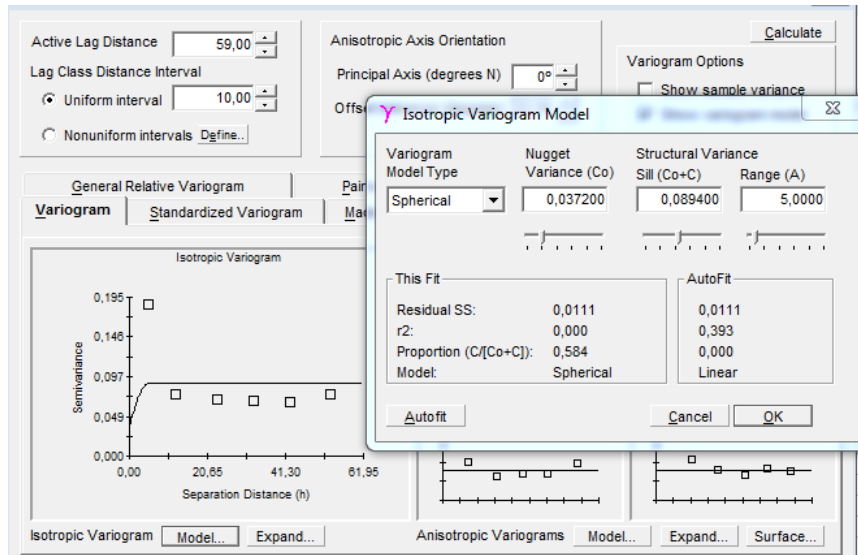 Active Lag Distance 59,00
Lag Class Distance Interval
Uniform interval 10,00
Nonuniform intervals Define..
Anisotropic Axis Orientation
Principal Axis (degrees N) 0º
Calculate
Variogram Options
Show sample variance
General Relative Variogram
Variogram
Standardized Variogram
Isotropic Variogram
0,195
0,146
0,097
0,049
0,000
Semivariance
0,00 20,65 41,30 61,95
Separation Distance (h)
Isotropic Variogram Model... Expand...
Anisotropic Variograms Model... Expand... Surface...
Isotropic Variogram Model
Variogram
Model Type
Spherical
Nugget
Variance (Co)
0,037200
Structural Variance
Sill (Co+C) Range (A)
0,089400 5,0000
This Fit
Residual SS: 0,0111
r2: 0,000
Proportion (C/[Co+C]): 0,584
Model: Spherical
AutoFit
0,0111
0,393
0,000
Linear
Autofit Cancel OK